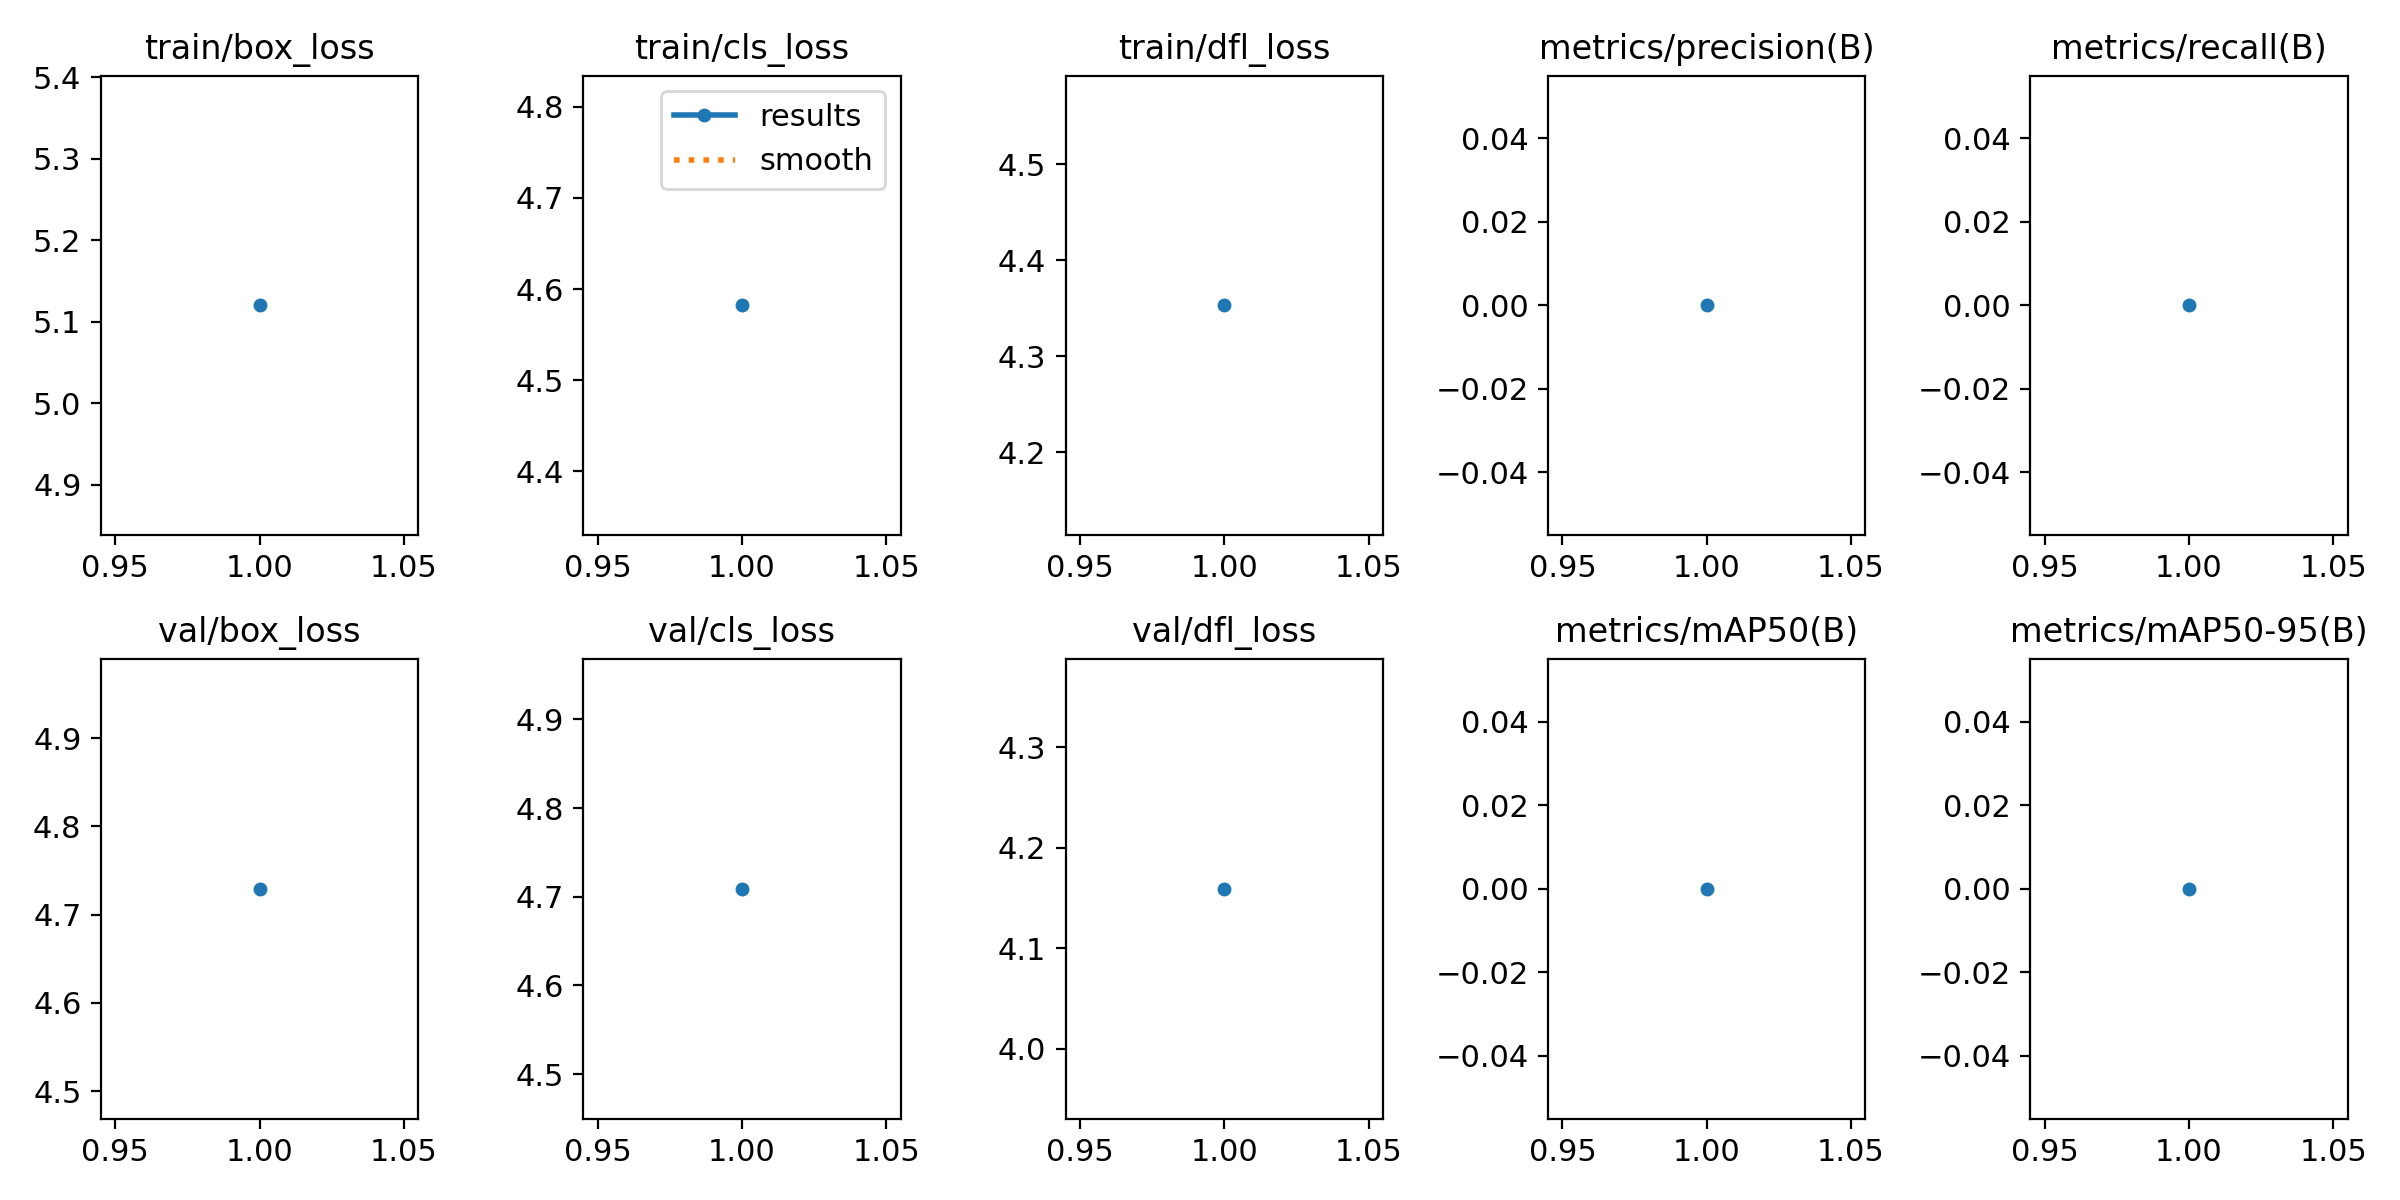 train/box_loss
train/cls_loss
train/dfl_loss
metrics/precision(B)
metrics/recall(B)
5.4
5.3
5.2
5.1
5.0
4.9
0.95 1.00 1.05
results
smooth
4.8
4.7
4.6
4.5
4.4
0.95 1.00 1.05
4.5
4.4
4.3
4.2
0.95 1.00 1.05
0.04
0.02
0.00
−0.02
−0.04
0.95 1.00 1.05
0.04
0.02
0.00
−0.02
−0.04
0.95 1.00 1.05
val/box_loss
val/cls_loss
val/dfl_loss
metrics/mAP50(B)
metrics/mAP50-95(B)
4.9
4.8
4.7
4.6
4.5
0.95 1.00 1.05
4.9
4.8
4.7
4.6
4.5
0.95 1.00 1.05
4.3
4.2
4.1
4.0
0.95 1.00 1.05
0.04
0.02
0.00
−0.02
−0.04
0.95 1.00 1.05
0.04
0.02
0.00
−0.02
−0.04
0.95 1.00 1.05